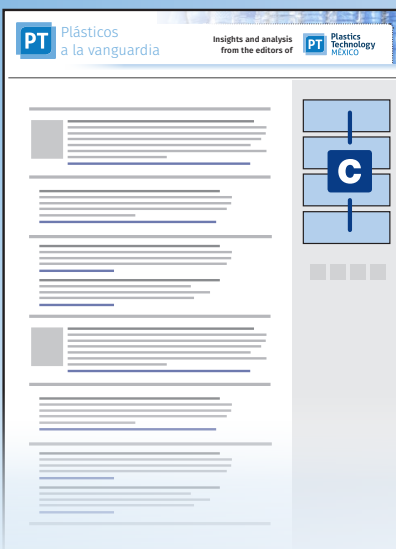 PT Plásticos
a la vanguardia
Insights and analysis
from the editors of
PT Plastics
Technology
MÉXICO
C